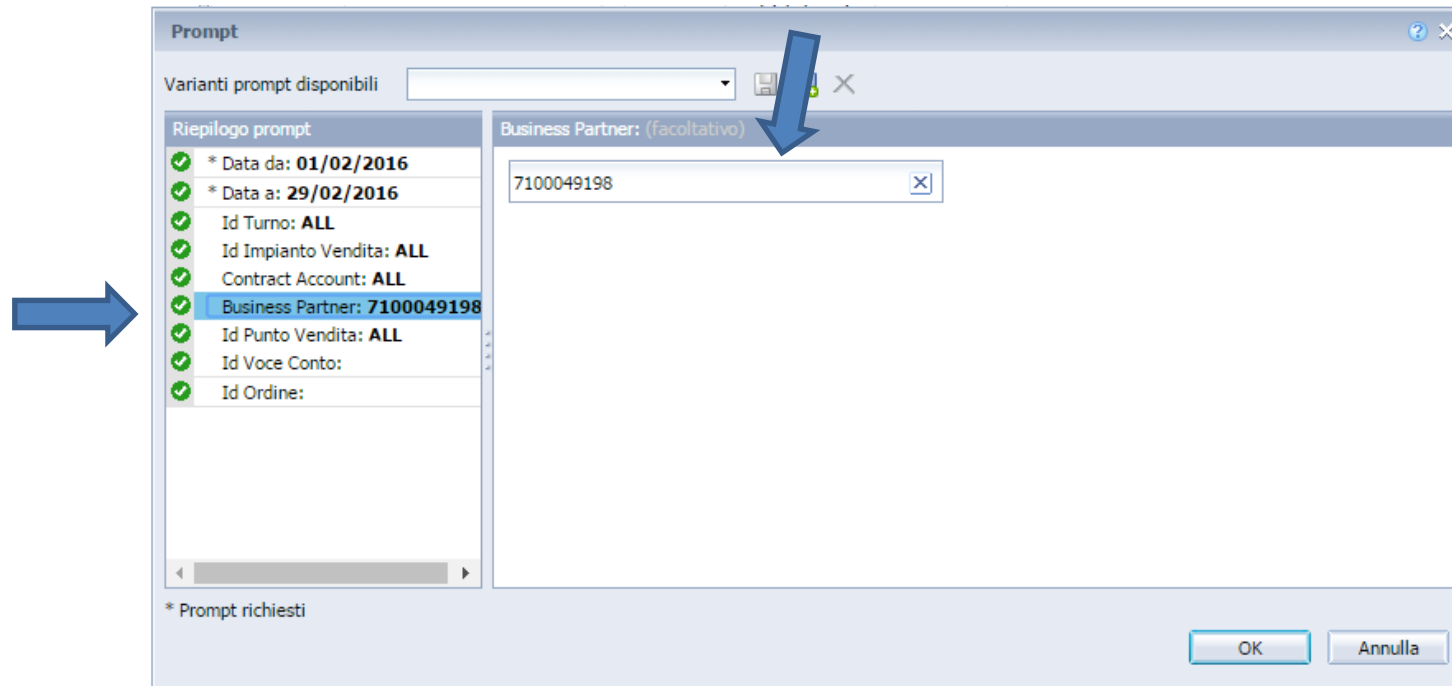 Prompt
Varianti prompt disponibili
Riepilogo prompt
* Data da: 01/02/2016
* Data a: 29/02/2016
Id Turno: ALL
Id Impianto Vendita: ALL
Contract Account: ALL
Business Partner: 7100049198
Id Punto Vendita: ALL
Id Voce Conto:
Id Ordine:
Business Partner: (facoltativo)
7100049198
* Prompt richiesti
OK
Annulla